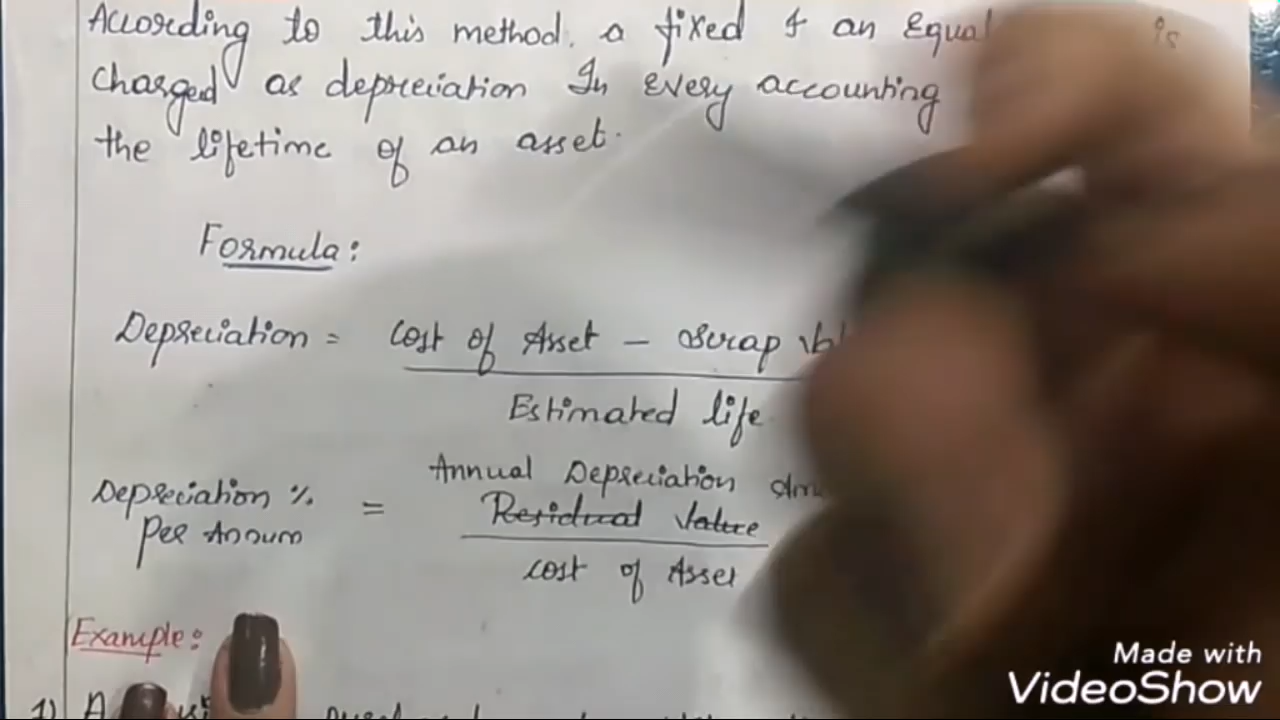 According to this method, a fixed & an Equal is
charged as depreciation In Every accounting
the lifetime of an asset.
Formula:
Depreciation = Cost of Asset - Scrap
Estimated life
Annual Depreciation
Depreciation %
Per Annum
=
Residual Value
cost of Asset
Example:
1) A
Made with
VideoShow